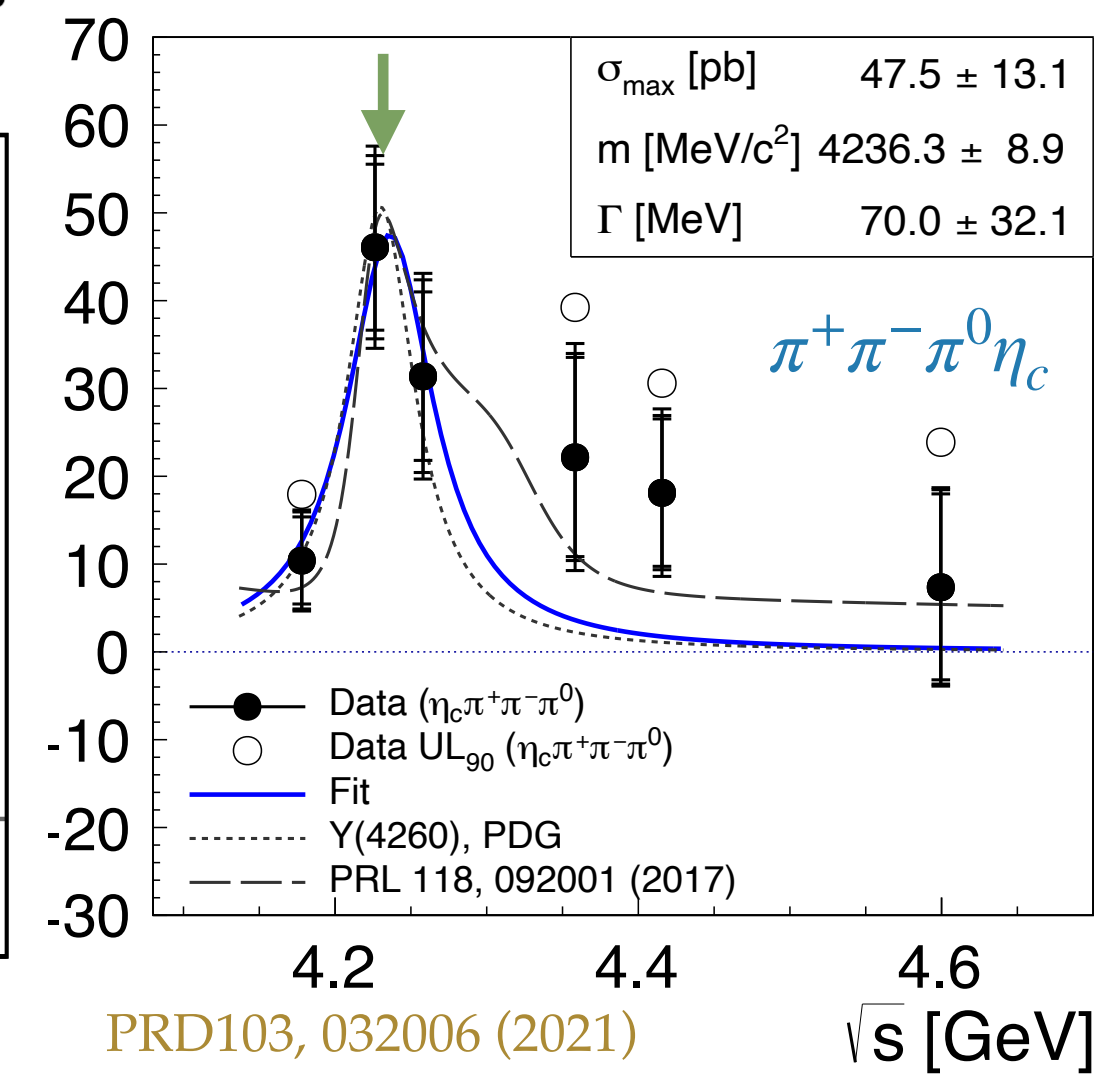 70
60
50
40
30
20
10
0
-10
-20
-30
σmax [pb] 47.5 ± 13.1
m [MeV/c²] 4236.3 ± 8.9
Γ [MeV] 70.0 ± 32.1
π⁺π⁻π⁰ηc
Data (ηcπ⁺π⁻π⁰)
Data UL₉₀ (ηcπ⁺π⁻π⁰)
Fit
Y(4260), PDG
PRL 118, 092001 (2017)
4.2 4.4 4.6
PRD103, 032006 (2021) √s [GeV]